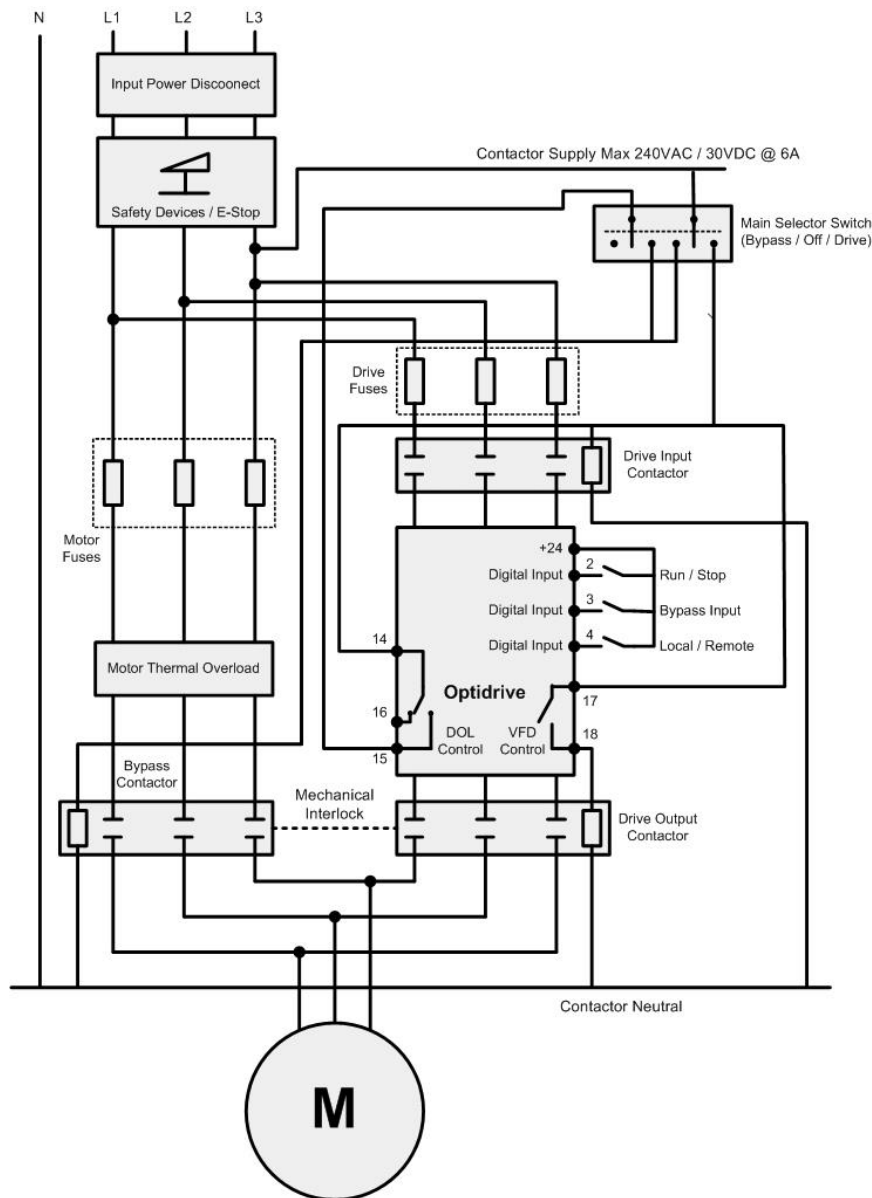 N
L1
L2
L3
Input Power Discoonect
Safety Devices / E-Stop
Contactor Supply Max 240VAC / 30VDC @ 6A
Main Selector Switch
(Bypass / Off / Drive)
Drive
Fuses
Drive Input
Contactor
Motor
Fuses
+24
Digital Input
2
Run / Stop
Digital Input
3
Bypass Input
Digital Input
4
Local / Remote
14
Motor Thermal Overload
Optidrive
16
17
15
DOL
Control
VFD
Control
18
Bypass
Contactor
Mechanical
Interlock
Drive Output
Contactor
Contactor Neutral
M